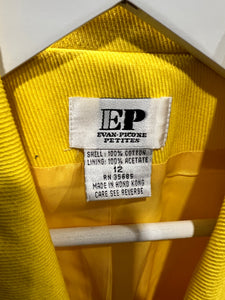 EP
EVAN-PICONE
PETITES
SHELL: 100% COTTON
LINING: 100% ACETATE
12
RN 35685
MADE IN HONG KONG
CARE SEE REVERSE